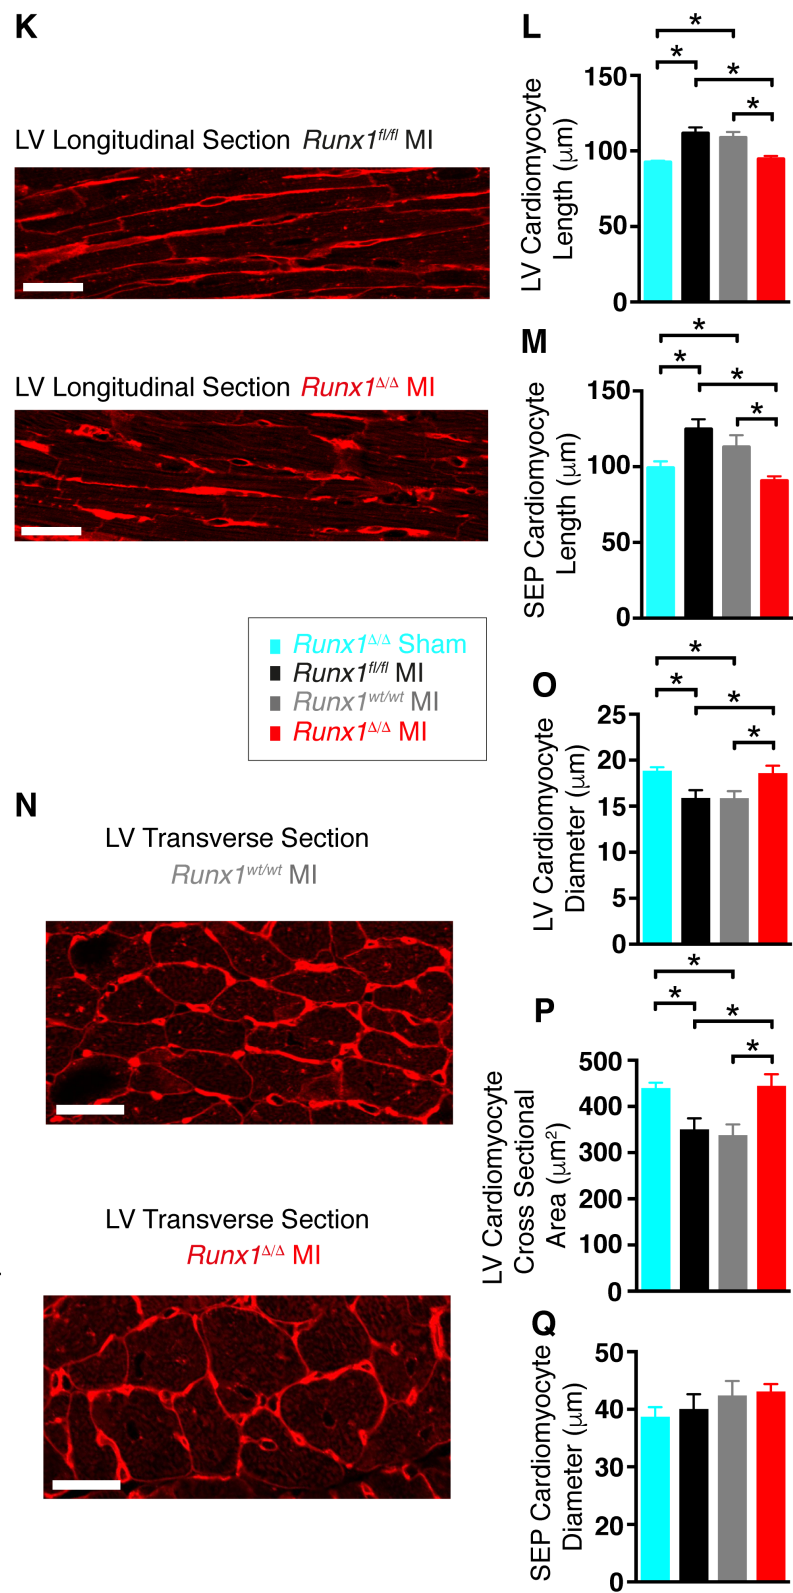 K
LV Longitudinal Section Runx1fl/fl MI
LV Longitudinal Section Runx1Δ/Δ MI
Runx1Δ/Δ Sham
Runx1fl/fl MI
Runx1wt/wt MI
Runx1Δ/Δ MI
N
LV Transverse Section
Runx1wt/wt MI
LV Transverse Section
Runx1Δ/Δ MI
L
LV Cardiomyocyte
Length (μm)
150
100
50
0
*
*
*
*
M
SEP Cardiomyocyte
Length (μm)
150
100
50
0
*
*
*
*
O
LV Cardiomyocyte
Diameter (μm)
25
20
15
10
5
0
*
*
*
*
P
LV Cardiomyocyte
Cross Sectional
Area (μm²)
500
400
300
200
100
0
*
*
*
*
Q
SEP Cardiomyocyte
Diameter (μm)
50
40
30
20
0